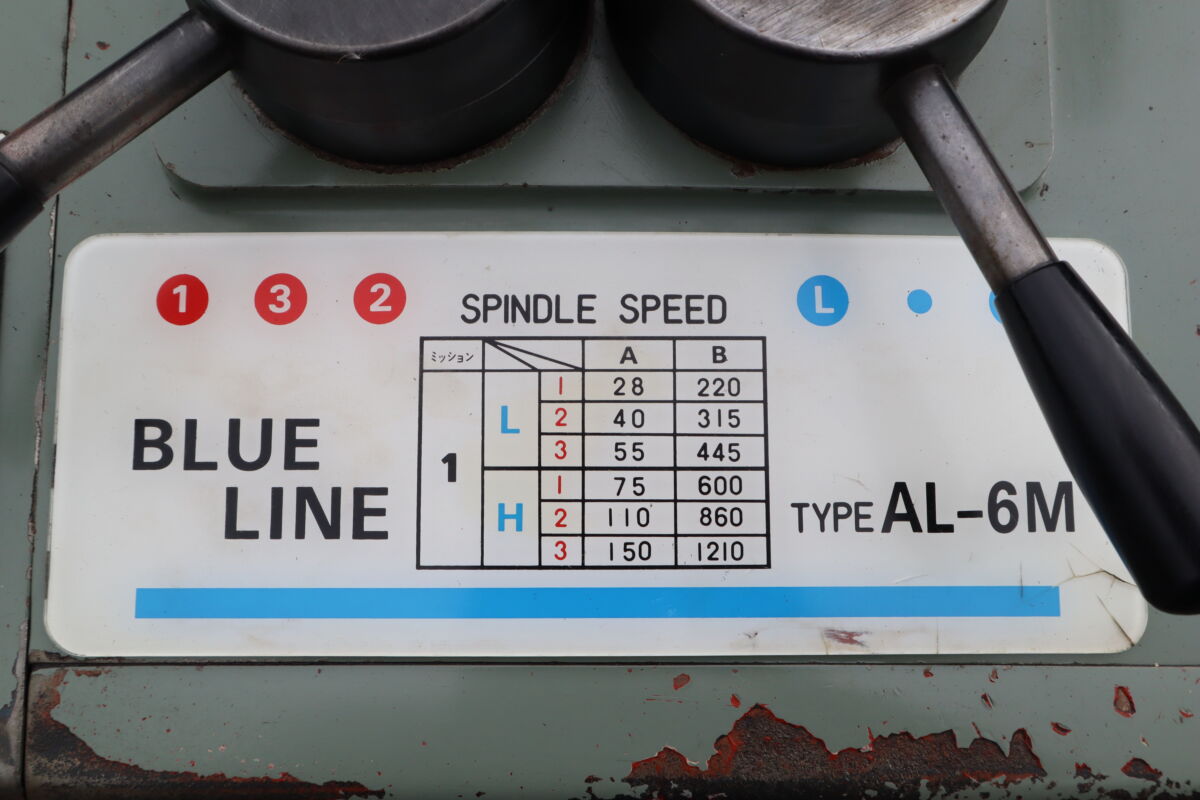 1 3 2
SPINDLE SPEED
L
ミッション A B
1 L 1 28 220
2 40 315
3 55 445
H 1 75 600
2 110 860
3 150 1210
BLUE
LINE
TYPE AL-6M